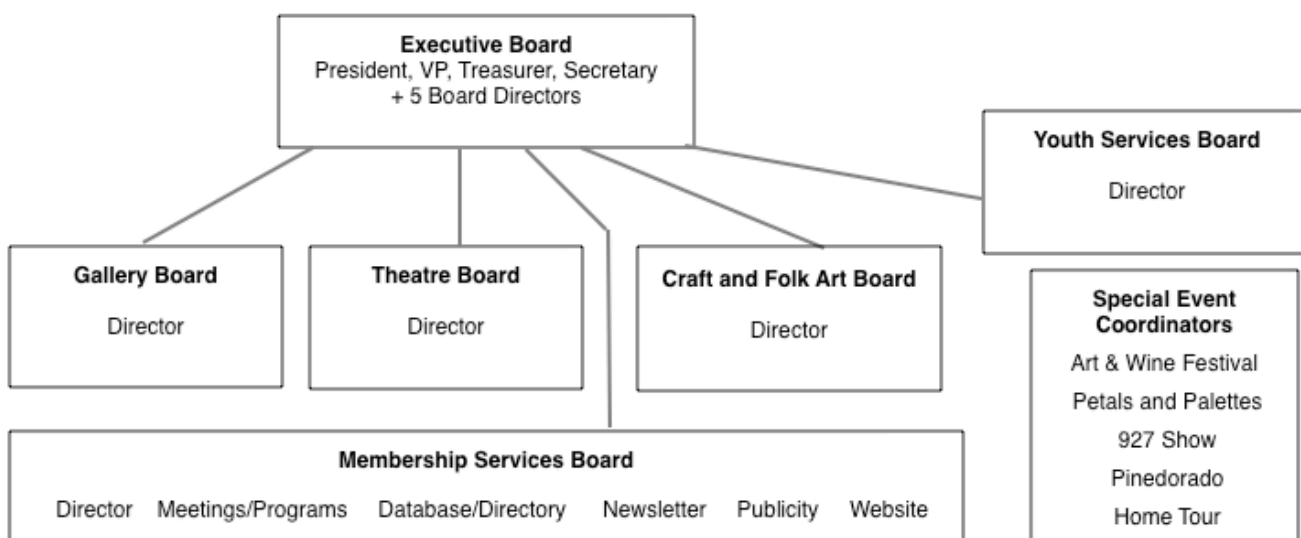 Executive Board
President, VP, Treasurer, Secretary
+ 5 Board Directors
Youth Services Board
Director
Gallery Board
Director
Theatre Board
Director
Craft and Folk Art Board
Director
Special Event
Coordinators
Art & Wine Festival
Petals and Palettes
927 Show
Pinedorado
Home Tour
Membership Services Board
Director Meetings/Programs Database/Directory Newsletter Publicity Website